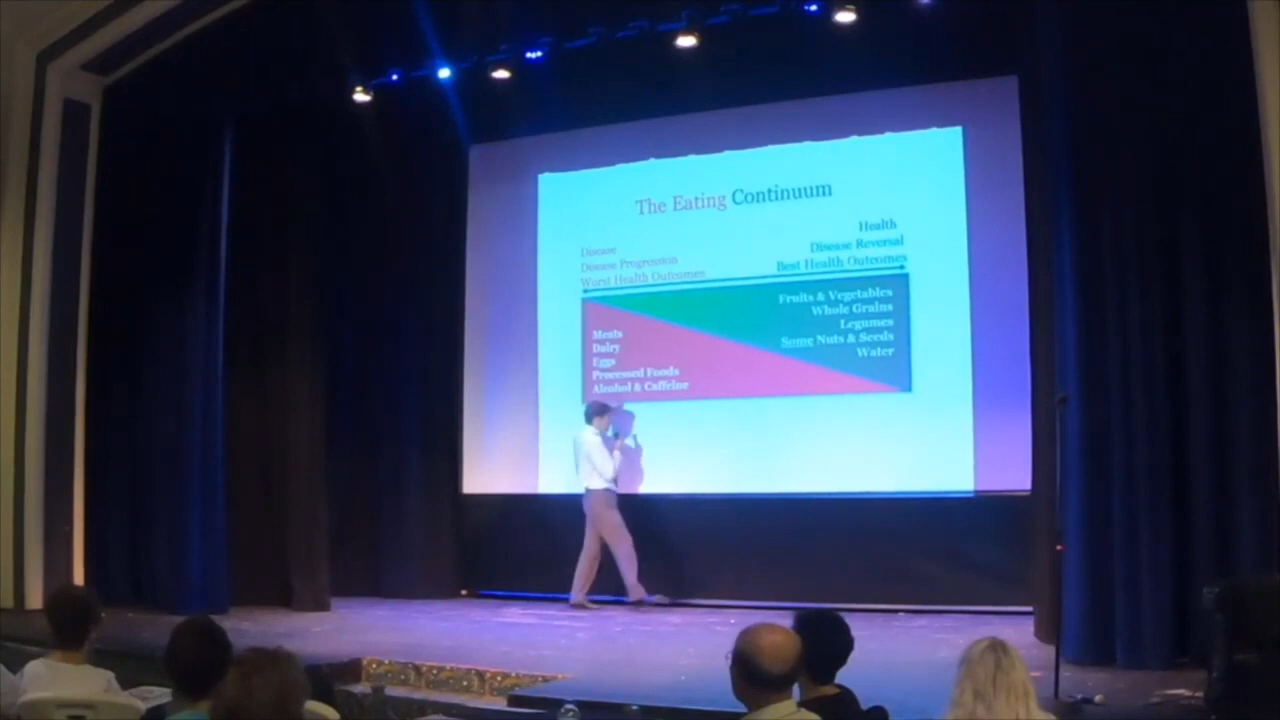 The Eating Continuum
Disease
Disease Progression
Worst Health Outcomes
Health
Disease Reversal
Best Health Outcomes
Meats
Dairy
Eggs
Processed Foods
Alcohol & Caffeine
Fruits & Vegetables
Whole Grains
Legumes
Some Nuts & Seeds
Water